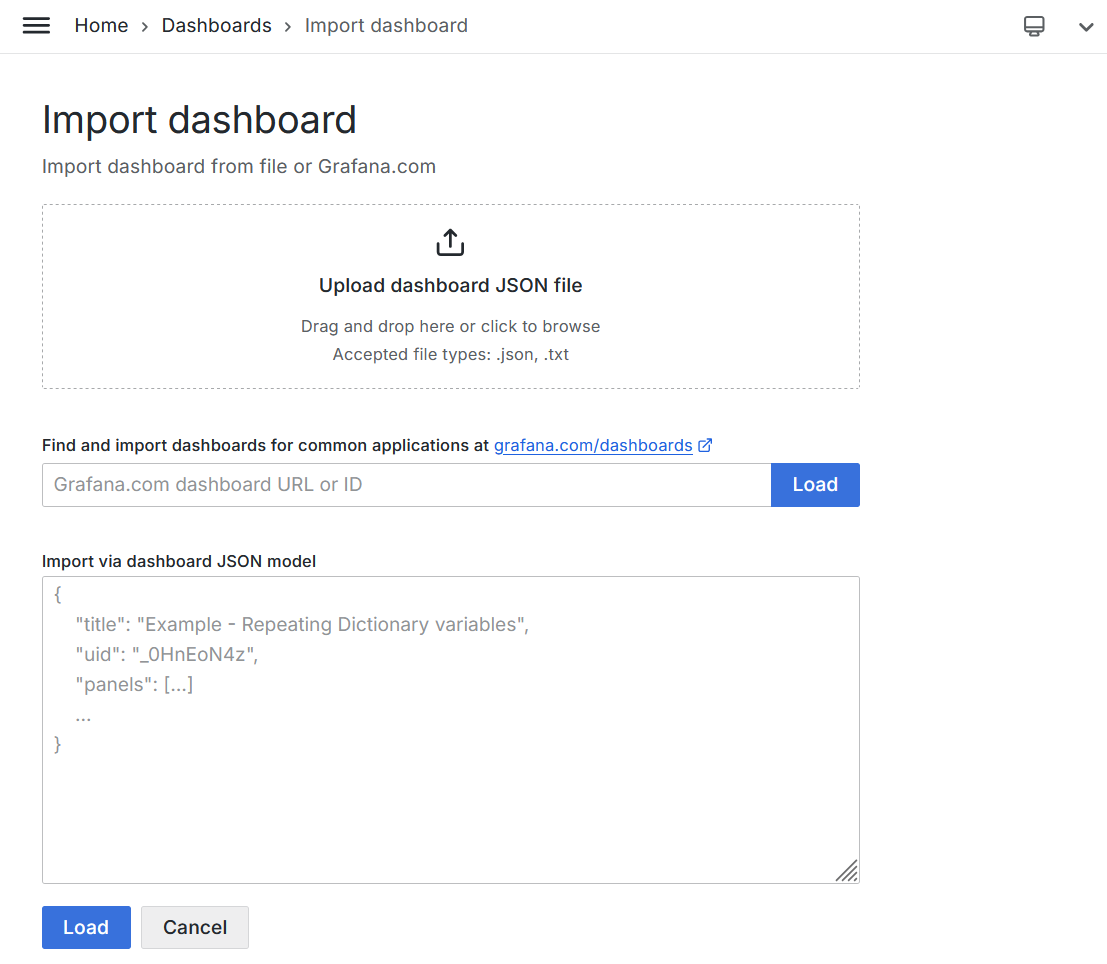 Home › Dashboards › Import dashboard
Import dashboard
Import dashboard from file or Grafana.com
Upload dashboard JSON file
Drag and drop here or click to browse
Accepted file types: .json, .txt
Find and import dashboards for common applications at grafana.com/dashboards
Grafana.com dashboard URL or ID
Load
Import via dashboard JSON model
{
    "title": "Example - Repeating Dictionary variables",
    "uid": "_0HnEoN4z",
    "panels": [...]
    ...
}
Load Cancel